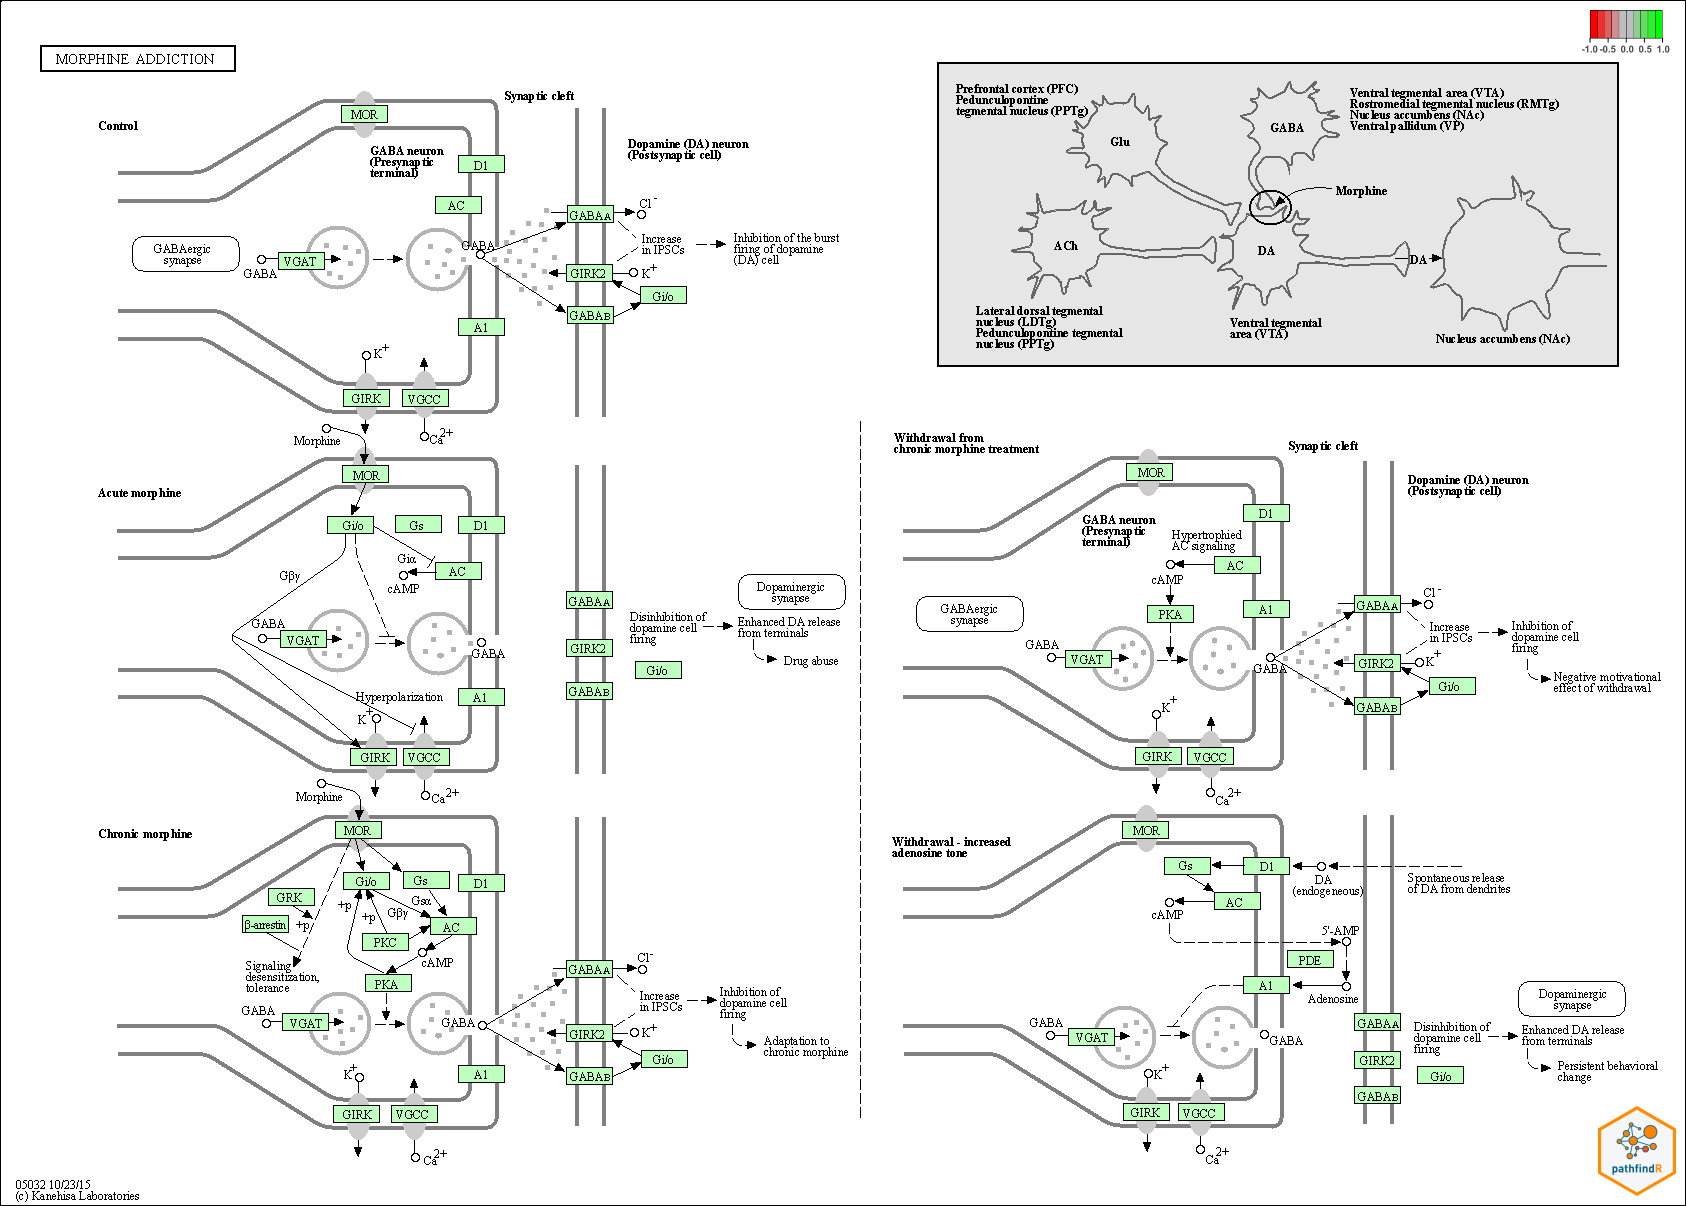 -1.0 -0.5 0.0 0.5 1.0
MORPHINE ADDICTION
Control
MOR
GABA neuron
(Presynaptic
terminal)
Synaptic cleft
Dopamine (DA) neuron
(Postsynaptic cell)
D1
AC
GABAergic
synapse
GABA
VGAT
GABA
GABAA
Cl-
Increase
in IPSCs
Inhibition of the burst
firing of dopamine
(DA) cell
GIRK2
K+
Gi/o
GABAB
A1
K+
GIRK
VGCC
Ca2+
Prefrontal cortex (PFC)
Pedunculopontine
tegmental nucleus (PPTg)
Glu
GABA
Ventral tegmental area (VTA)
Rostromedial tegmental nucleus (RMTg)
Nucleus accumbens (NAc)
Ventral pallidum (VP)
Morphine
ACh
DA
DA
Lateral dorsal tegmental
nucleus (LDTg)
Pedunculopontine tegmental
nucleus (PPTg)
Ventral tegmental
area (VTA)
Nucleus accumbens (NAc)
Morphine
Acute morphine
MOR
Gi/o
Gs
D1
Giα
AC
cAMP
Gβγ
GABA
VGAT
GABA
Hyperpolarization
A1
K+
GIRK
VGCC
Ca2+
GABAA
GIRK2
Gi/o
GABAB
Disinhibition of
dopamine cell
firing
Dopaminergic
synapse
Enhanced DA release
from terminals
Drug abuse
Morphine
Chronic morphine
MOR
Gi/o
Gs
D1
GRK
β-arrestin
+p
+p
+p
Gβγ
Gsα
AC
PKC
cAMP
Signaling
desensitization,
tolerance
PKA
GABA
VGAT
GABA
A1
K+
GIRK
VGCC
Ca2+
GABAA
Cl-
Increase
in IPSCs
GIRK2
K+
Gi/o
GABAB
Inhibition of
dopamine cell
firing
Adaptation to
chronic morphine
Withdrawal from
chronic morphine treatment
Synaptic cleft
MOR
Dopamine (DA) neuron
(Postsynaptic cell)
GABA neuron
(Presynaptic
terminal)
D1
Hypertrophied
AC signaling
AC
cAMP
PKA
A1
GABAergic
synapse
GABA
VGAT
GABA
GABAA
Cl-
Increase
in IPSCs
GIRK2
K+
Gi/o
GABAB
Inhibition of
dopamine cell
firing
Negative motivational
effect of withdrawal
K+
GIRK
VGCC
Ca2+
Withdrawal - increased
adenosine tone
MOR
Gs
D1
DA
(endogeneous)
Spontaneous release
of DA from dendrites
AC
cAMP
5'-AMP
PDE
A1
Adenosine
GABA
VGAT
GABA
K+
GIRK
VGCC
Ca2+
GABAA
GIRK2
Gi/o
GABAB
Disinhibition of
dopamine cell
firing
Dopaminergic
synapse
Enhanced DA release
from terminals
Persistent behavioral
change
05032 10/23/15
(c) Kanehisa Laboratories
pathfindR